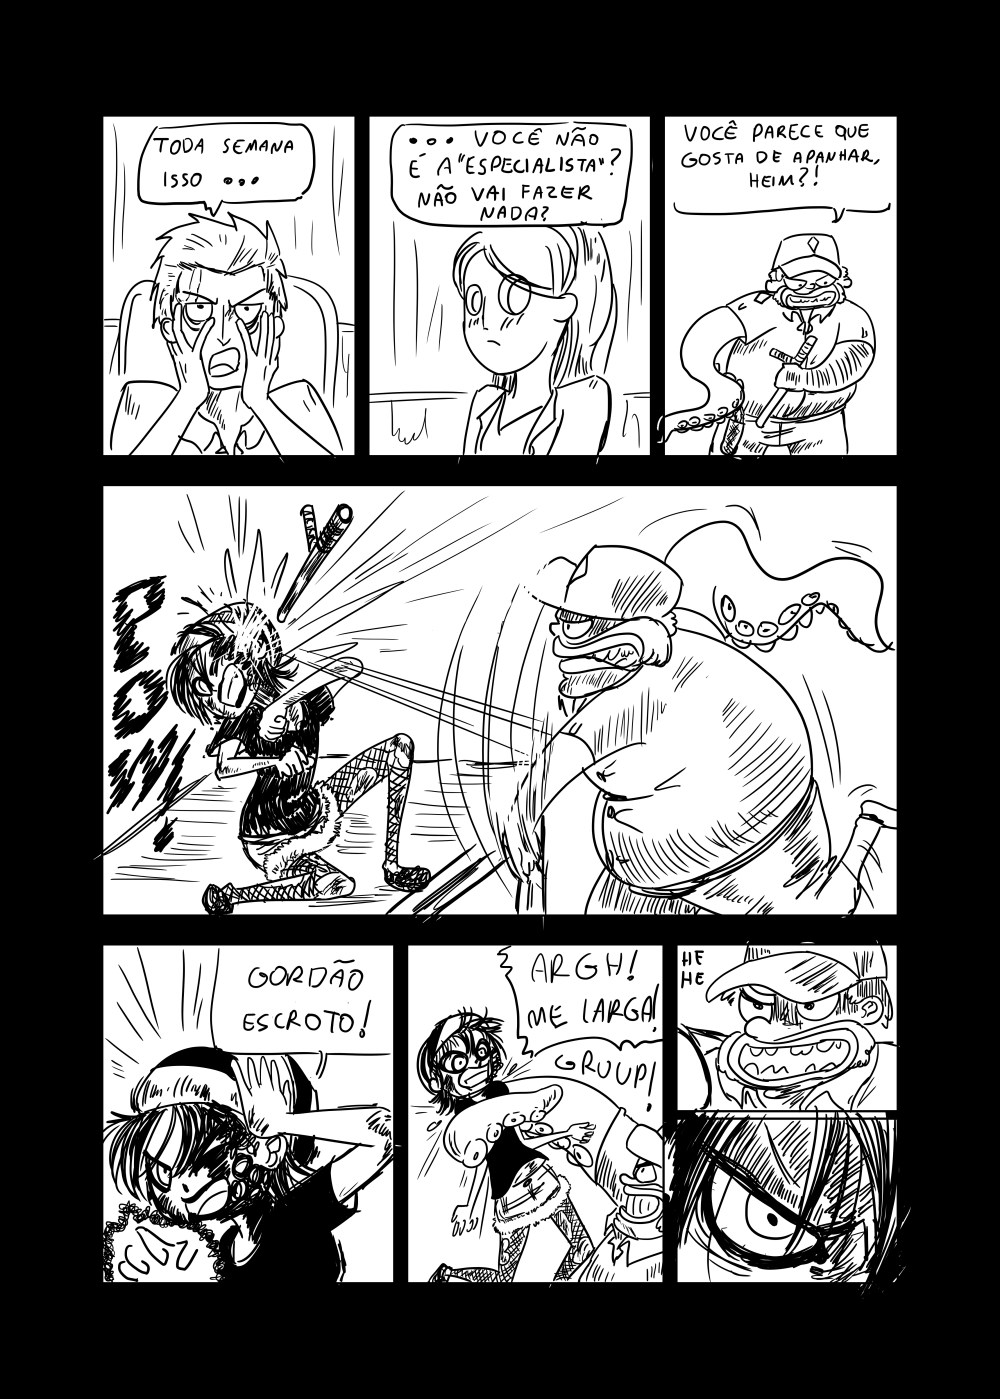 TODA SEMANA
ISSO ...
... VOCÊ NÃO
É A "ESPECIALISTA"?
NÃO VAI FAZER
NADA?
VOCÊ PARECE QUE
GOSTA DE APANHAR,
HEIM?!
POW!
GORDÃO
ESCROTO!
ARGH!
ME LARGA!
GRUUP!
HE
HE